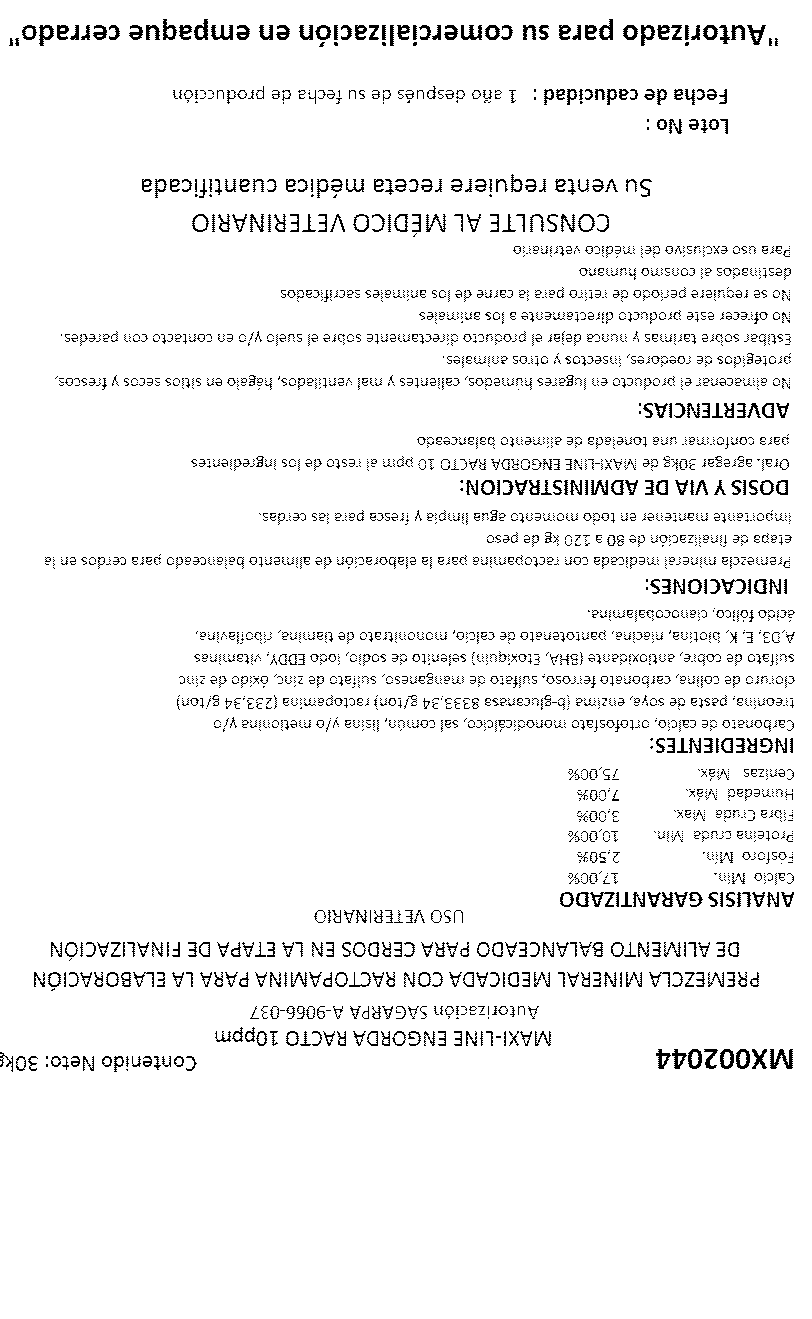 MX002044
Contenido Neto: 30kg
MAXI-LINE ENGORDA RACTO 10ppm
Autorización SAGARPA A-9066-037
PREMEZCLA MINERAL MEDICADA CON RACTOPAMINA PARA LA ELABORACIÓN
DE ALIMENTO BALANCEADO PARA CERDOS EN LA ETAPA DE FINALIZACIÓN
USO VETERINARIO
ANALISIS GARANTIZADO
Calcio Mín. 17,00%
Fósforo Mín. 2,50%
Proteína cruda Mín. 10,00%
Fibra Cruda Max. 3,00%
Humedad Máx. 7,00%
Cenizas Máx. 75,00%
INGREDIENTES:
Carbonato de calcio, ortofosfato monodicálcico, sal común, lisina y/o metionina y/o
treonina, pasta de soya, enzima (b-glucanasa 8333,34 g/ton) ractopamina (233,34 g/ton)
cloruro de colina, carbonato ferroso, sulfato de manganeso, sulfato de zinc, óxido de zinc
sulfato de cobre, antioxidante (BHA, Etoxiquin) selenito de sodio, iodo EDDY, vitaminas
A,D3, E, K, biotina, niacina, pantotenato de calcio, mononitrato de tiamina, riboflavina,
ácido fólico, cianocobalamina.
INDICACIONES:
Premezcla mineral medicada con ractopamina para la elaboración de alimento balanceado para cerdos en la
etapa de finalización de 80 a 120 kg de peso
Importante mantener en todo momento agua limpia y fresca para las cerdas.
DOSIS Y VIA DE ADMINISTRACION:
Oral, agregar 30kg de MAXI-LINE ENGORDA RACTO 10 ppm al resto de los ingredientes
para conformar una tonelada de alimento balanceado
ADVERTENCIAS:
No almacenar el producto en lugares húmedos, calientes y mal ventilados, hágalo en sitios secos y frescos,
protegidos de roedores, insectos y otros animales.
Estibar sobre tarimas y nunca dejar el producto directamente sobre el suelo y/o en contacto con paredes.
No ofrecer este producto directamente a los animales
No se requiere periodo de retiro para la carne de los animales sacrificados
destinados al consmo humano
Para uso exclusivo del médico vetrinario
CONSULTE AL MÉDICO VETERINARIO
Su venta requiere receta médica cuantificada
Lote No :
Fecha de caducidad : 1 año después de su fecha de producción
"Autorizado para su comercialización en empaque cerrado"